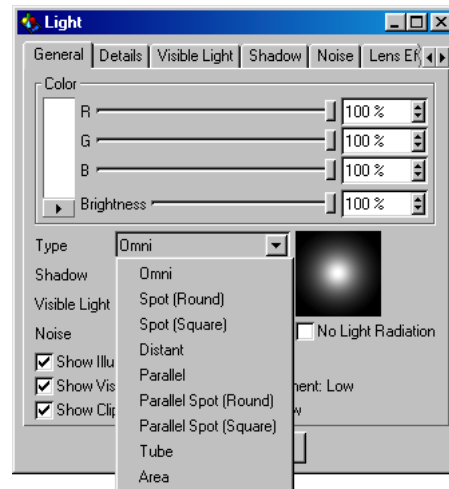 Light
General Details Visible Light Shadow Noise Lens Ef
Color
R 100 %
G 100 %
B 100 %
Brightness 100 %
Type Omni
Shadow Omni
Visible Light Spot (Round)
Noise Spot (Square) No Light Radiation
Distant
Show Illu Parallel
Show Vis Parallel Spot (Round) nent: Low
Show Clip Parallel Spot (Square) w
Tube
Area